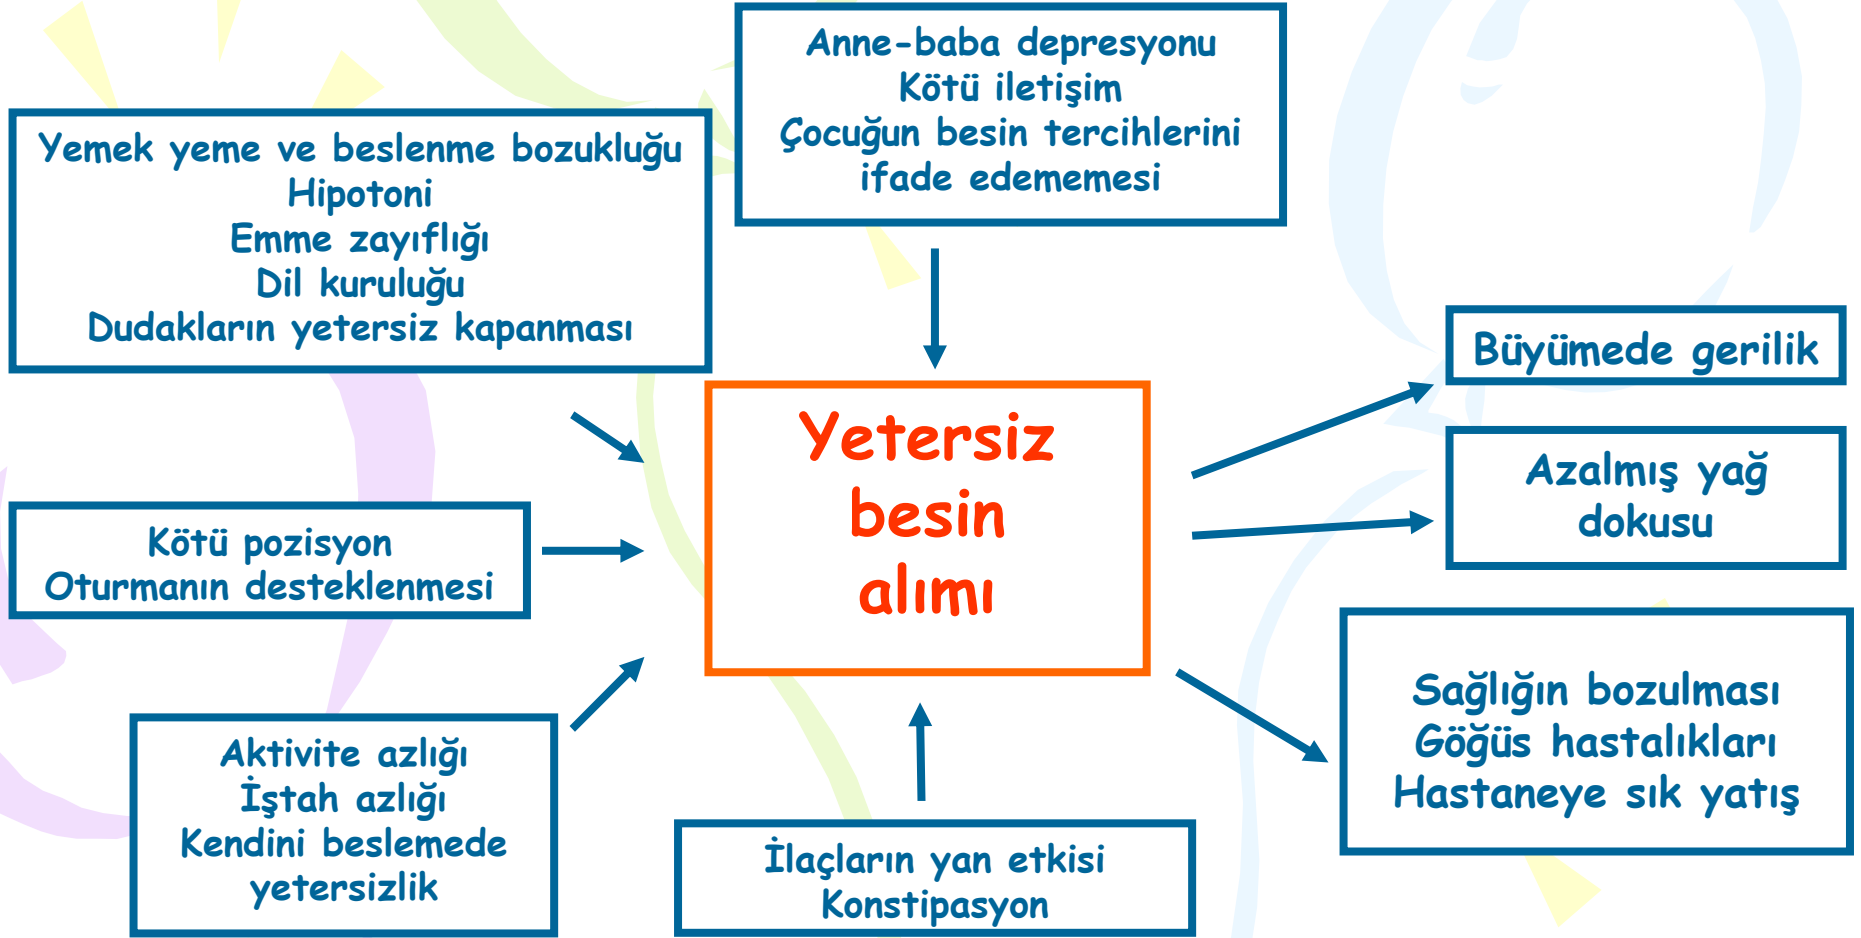 Anne-baba depresyonu
Kötü iletişim
Çocuğun besin tercihlerini
ifade edememesi
Yemek yeme ve beslenme bozukluğu
Hipotoni
Emme zayıflığı
Dil kuruluğu
Dudakların yetersiz kapanması
Kötü pozisyon
Oturmanın desteklenmesi
Aktivite azlığı
İştah azlığı
Kendini beslemede
yetersizlik
İlaçların yan etkisi
Konstipasyon
Yetersiz
besin
alımı
Büyümede gerilik
Azalmış yağ
dokusu
Sağlığın bozulması
Göğüs hastalıkları
Hastaneye sık yatış